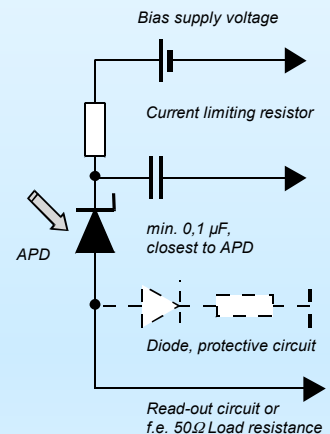 Bias supply voltage
Current limiting resistor
min. 0,1 µF,
closest to APD
APD
Diode, protective circuit
Read-out circuit or
f.e. 50Ω Load resistance